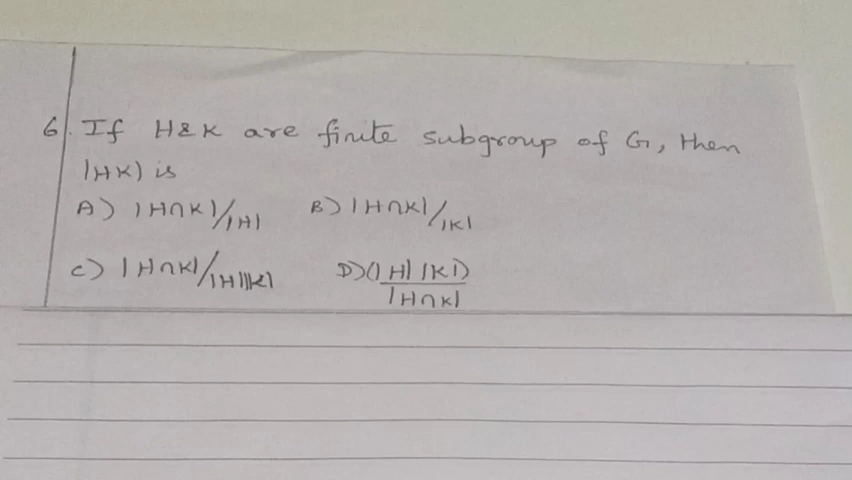 6. If H & K are finite subgroup of G, then
|HK| is
A) |H∩K|/|H| B) |H∩K|/|K|
C) |H∩K|/|H||K| D) (|H| |K|)/|H∩K|